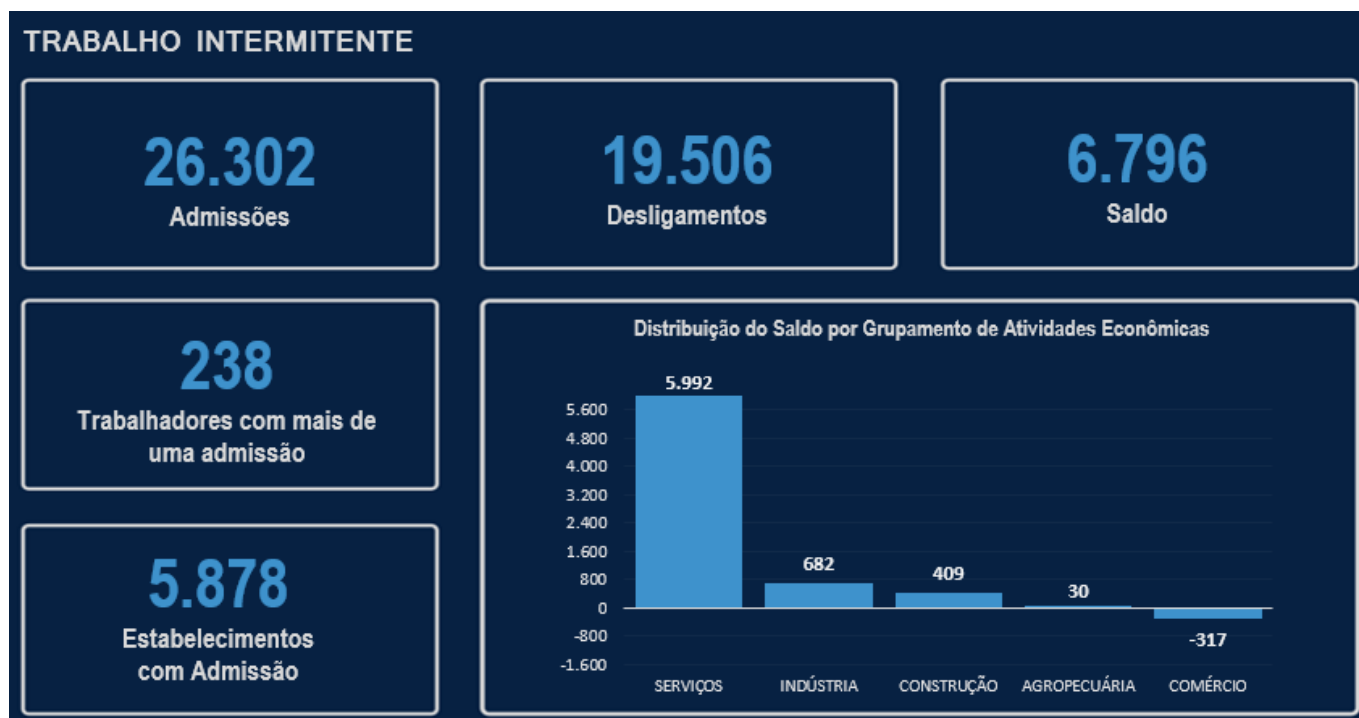 TRABALHO INTERMITENTE
26.302
Admissões
19.506
Desligamentos
6.796
Saldo
238
Trabalhadores com mais de
uma admissão
5.878
Estabelecimentos
com Admissão
Distribuição do Saldo por Grupamento de Atividades Econômicas
5.992
682
409
30
-317
5.600
4.800
4.000
3.200
2.400
1.600
800
0
-800
-1.600
SERVIÇOS INDÚSTRIA CONSTRUÇÃO AGROPECUÁRIA COMÉRCIO